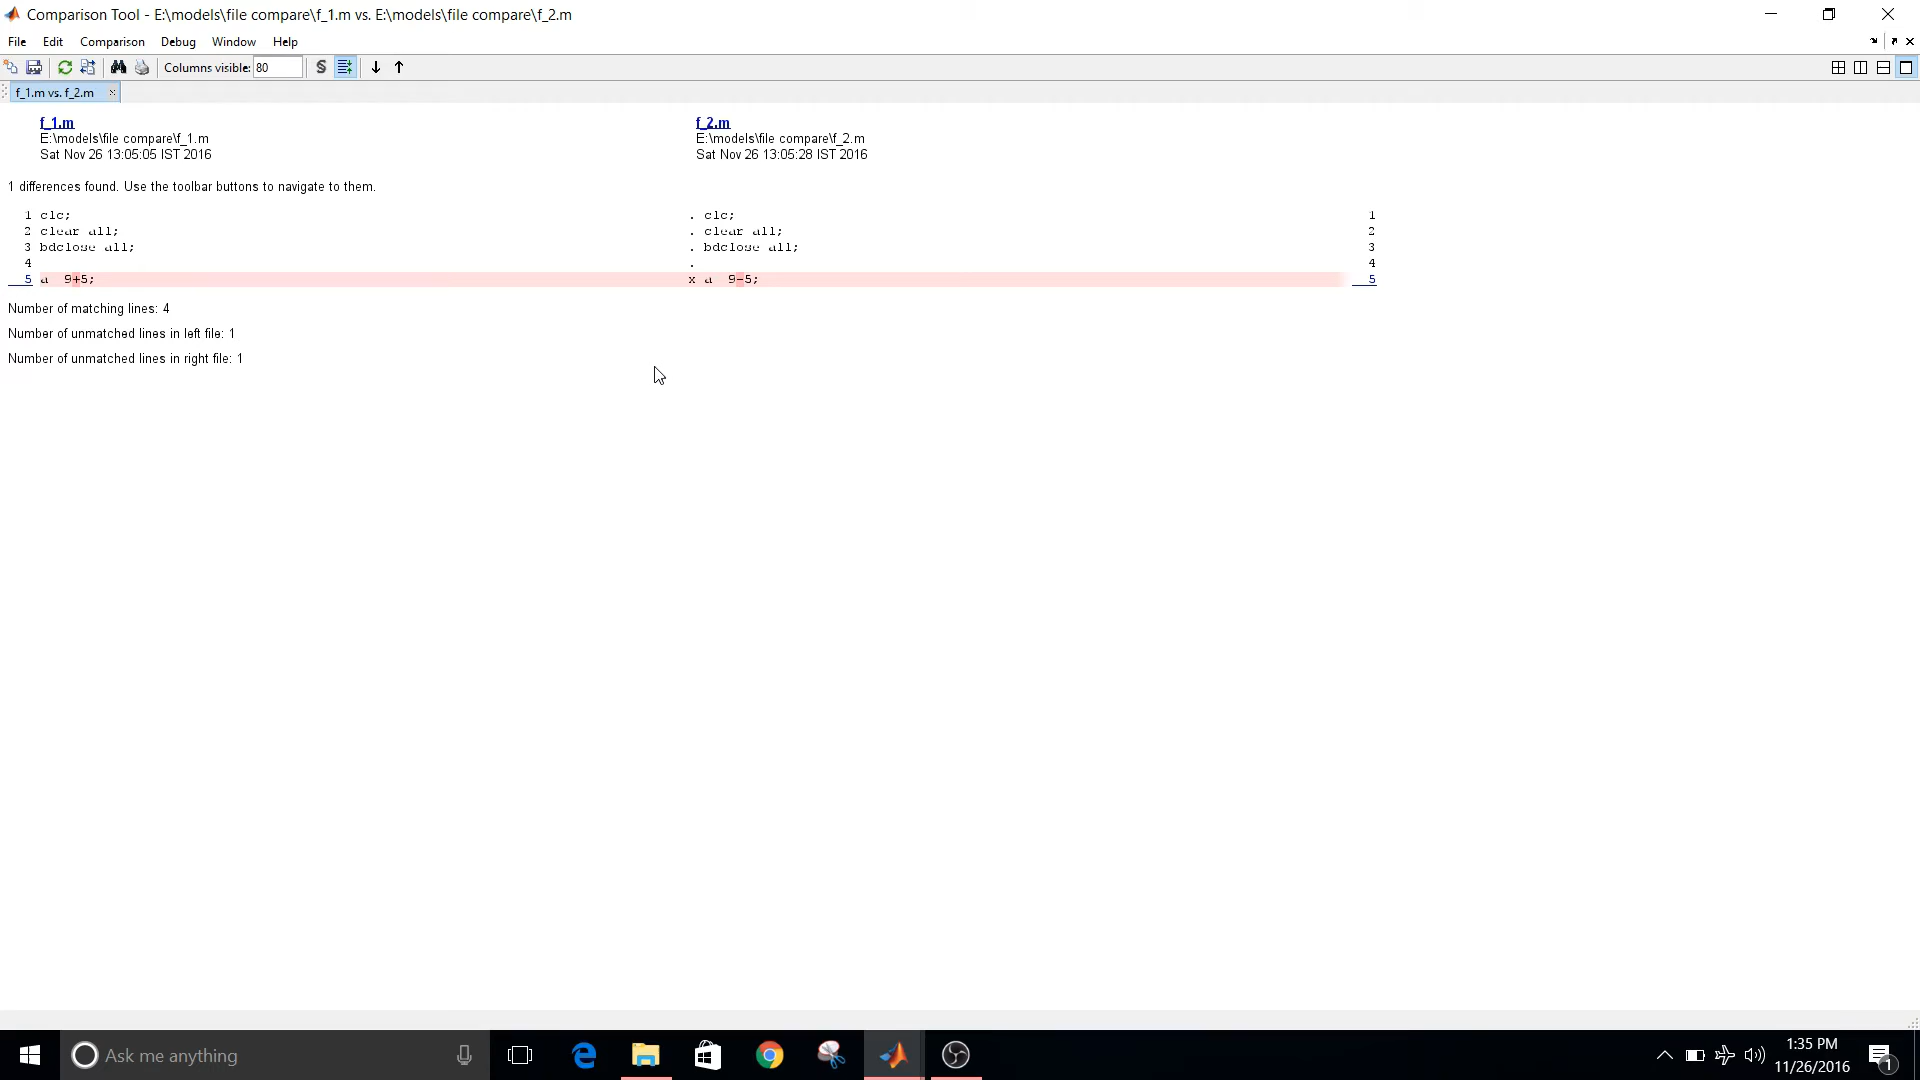 Comparison Tool - E:\models\file compare\f_1.m vs. E:\models\file compare\f_2.m
File Edit Comparison Debug Window Help
Columns visible: 80
f_1.m vs. f_2.m
f_1.m f_2.m
E:\models\file compare\f_1.m E:\models\file compare\f_2.m
Sat Nov 26 13:05:05 IST 2016 Sat Nov 26 13:05:28 IST 2016
1 differences found. Use the toolbar buttons to navigate to them.
1 clc; . clc; 1
2 clear all; . clear all; 2
3 bdclose all; . bdclose all; 3
4 . 4
5 a 9+5; x a 9-5; 5
Number of matching lines: 4
Number of unmatched lines in left file: 1
Number of unmatched lines in right file: 1
Ask me anything
1:35 PM
11/26/2016
1